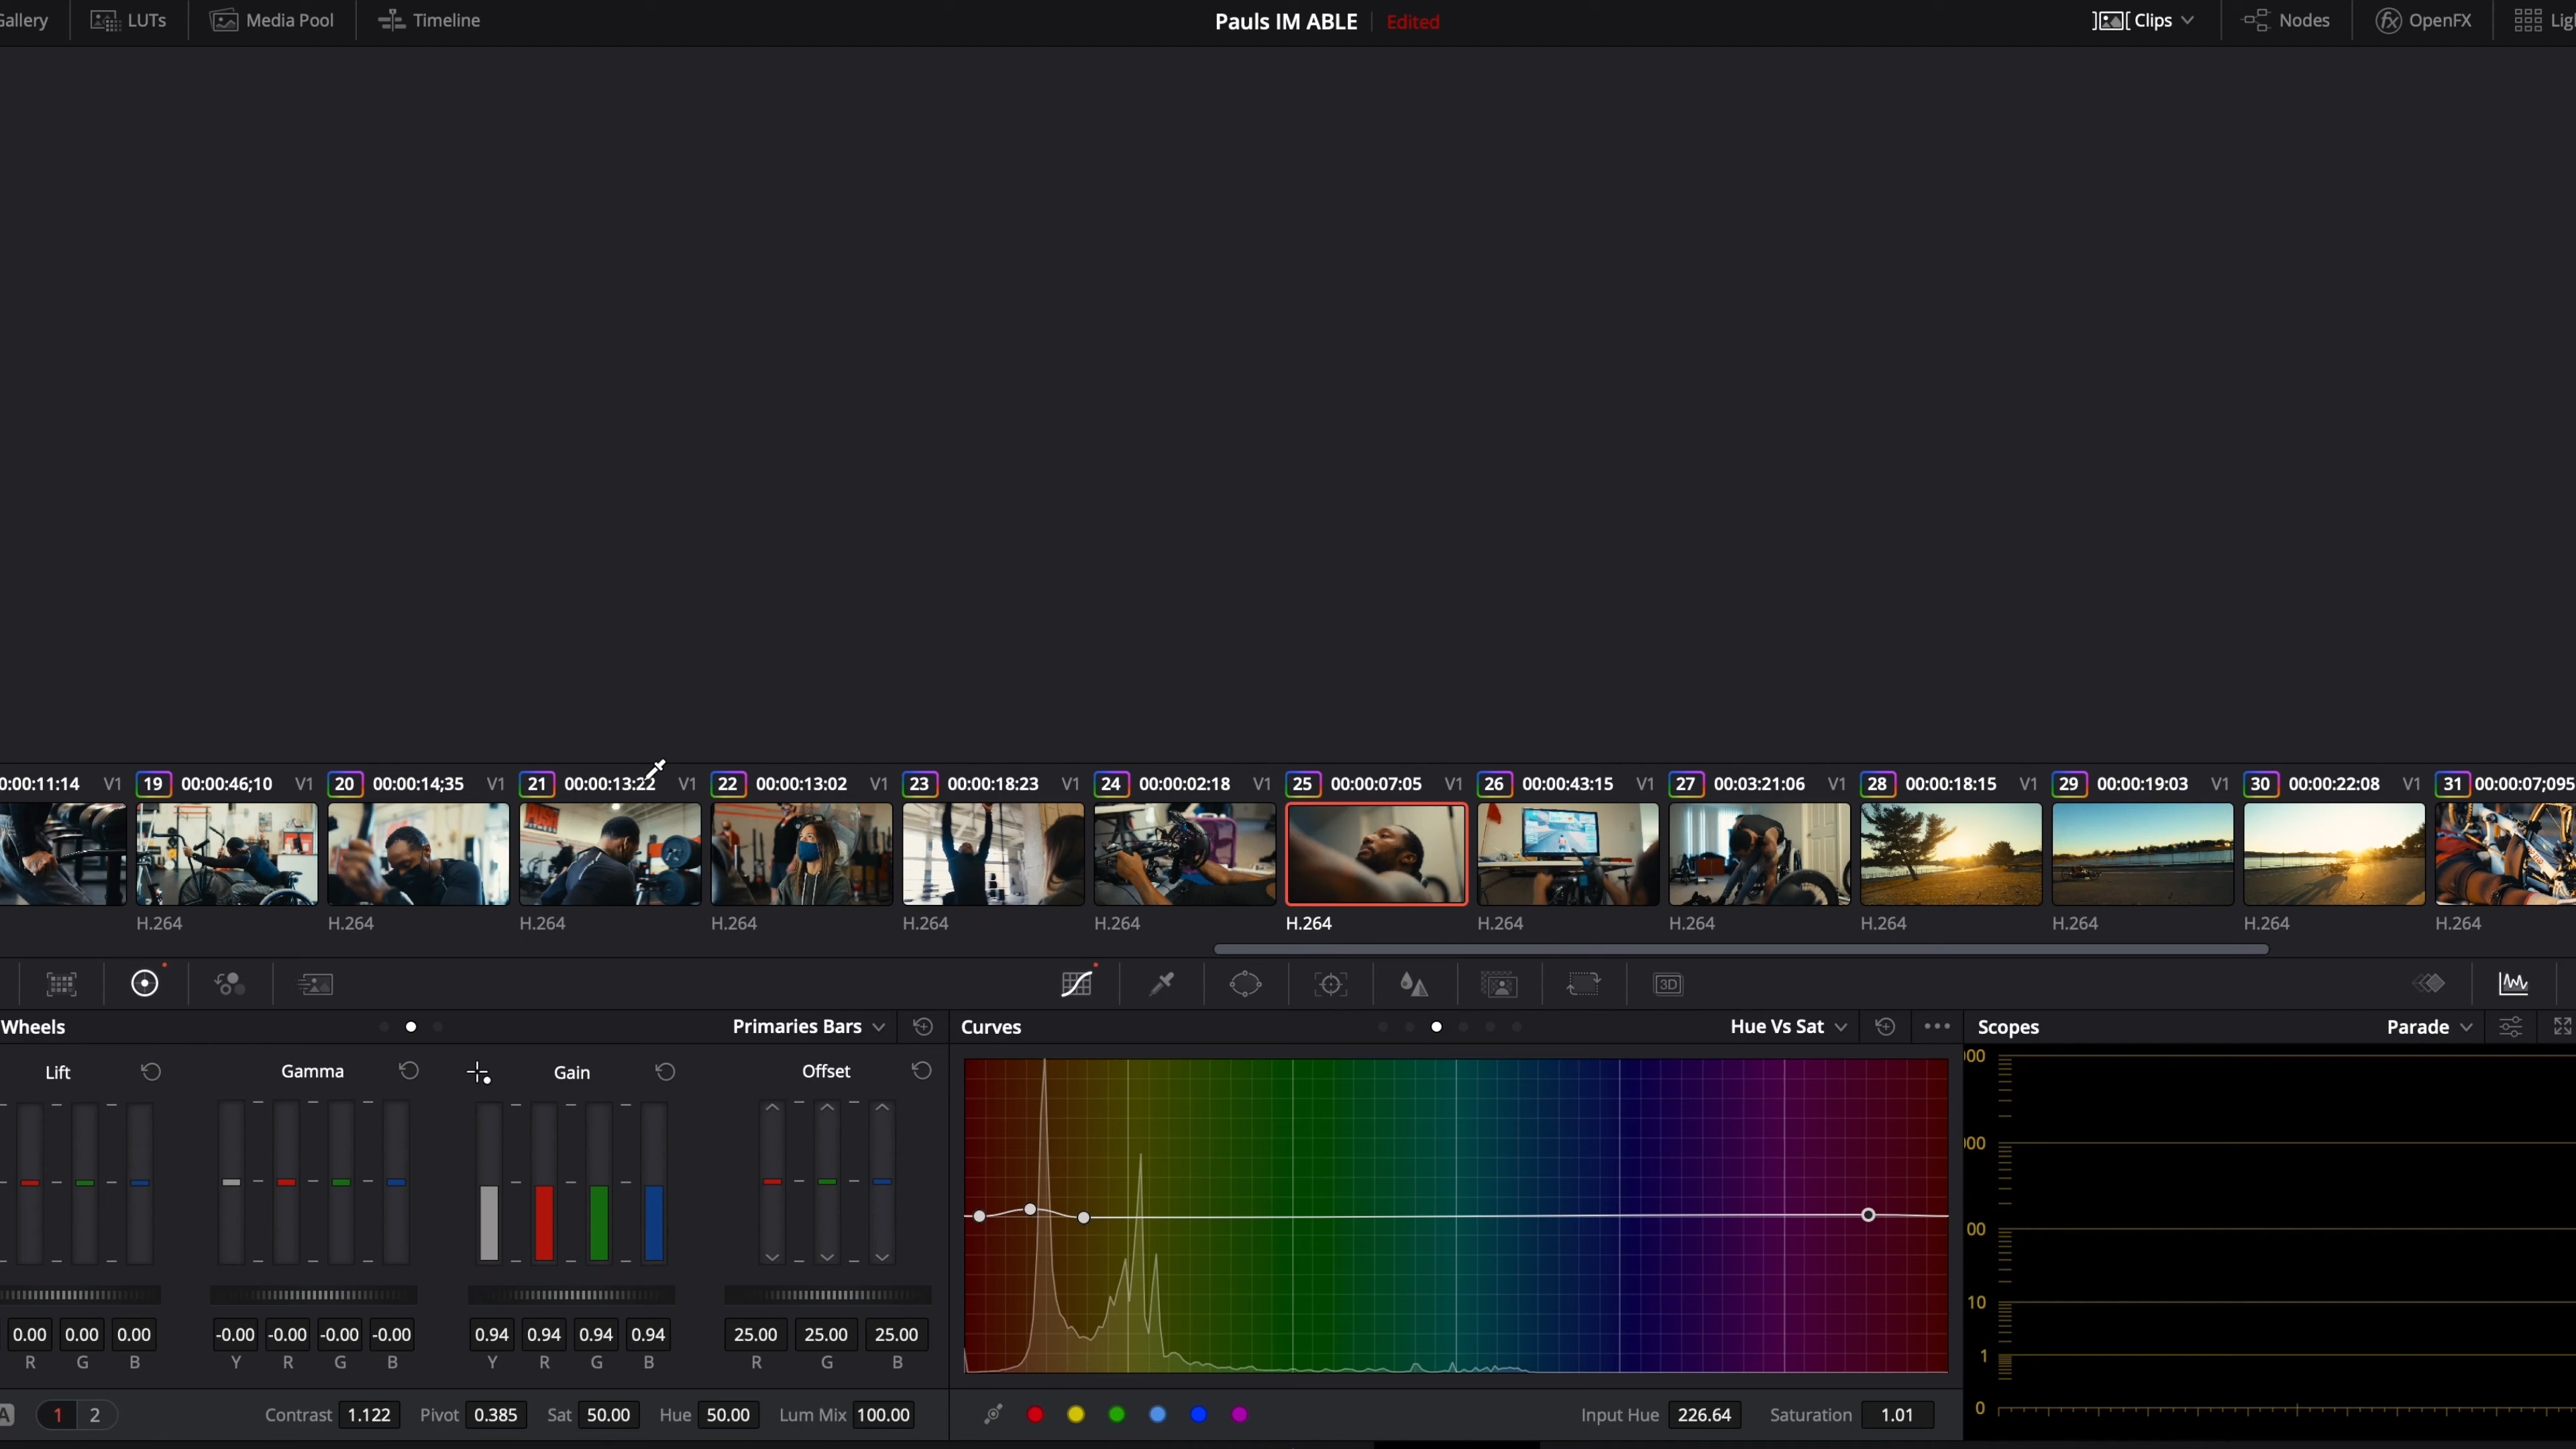 Gallery LUTs Media Pool Timeline Pauls IM ABLE Edited Clips Nodes OpenFX
0:00:11:14 V1 19 00:00:46;10 V1 20 00:00:14;35 V1 21 00:00:13:22 V1 22 00:00:13:02 V1 23 00:00:18:23 V1 24 00:00:02:18 V1 25 00:00:07:05 V1 26 00:00:43:15 V1 27 00:03:21:06 V1 28 00:00:18:15 V1 29 00:00:19:03 V1 30 00:00:22:08 V1 31 00:00:07;095
H.264 H.264 H.264 H.264 H.264 H.264 H.264 H.264 H.264 H.264 H.264 H.264 H.264
3D
Wheels Primaries Bars Curves Hue Vs Sat Scopes Parade
Lift Gamma Gain Offset
00
00
00
10
1
0
0.00 0.00 0.00 -0.00 -0.00 -0.00 -0.00 0.94 0.94 0.94 0.94 25.00 25.00 25.00
R G B Y R G B Y R G B R G B
A 1 2 Contrast 1.122 Pivot 0.385 Sat 50.00 Hue 50.00 Lum Mix 100.00 Input Hue 226.64 Saturation 1.01